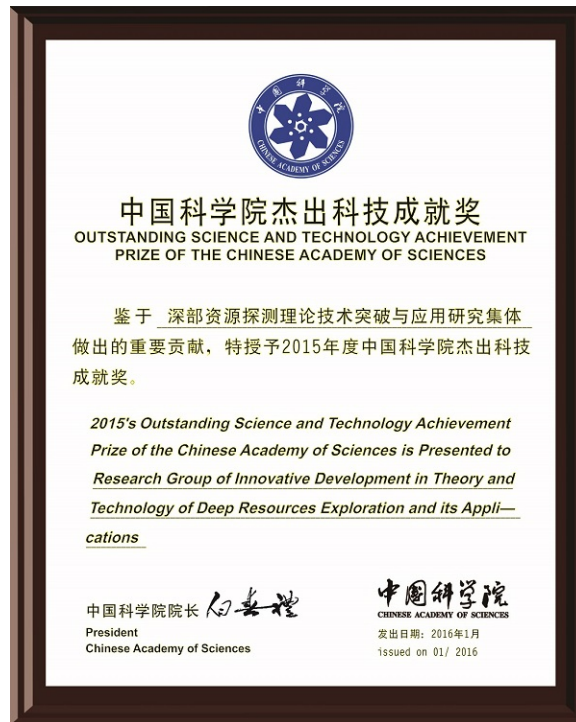 中国科学院
CHINESE ACADEMY OF SCIENCES
中国科学院杰出科技成就奖
OUTSTANDING SCIENCE AND TECHNOLOGY ACHIEVEMENT
PRIZE OF THE CHINESE ACADEMY OF SCIENCES
鉴于 深部资源探测理论技术突破与应用研究集体
做出的重要贡献，特授予2015年度中国科学院杰出科技
成就奖。
2015's Outstanding Science and Technology Achievement
Prize of the Chinese Academy of Sciences is Presented to
Research Group of Innovative Development in Theory and
Technology of Deep Resources Exploration and its Appli—
cations
中国科学院院长 白春礼
President
Chinese Academy of Sciences
中国科学院
CHINESE ACADEMY OF SCIENCES
发出日期：2016年1月
issued on 01/ 2016